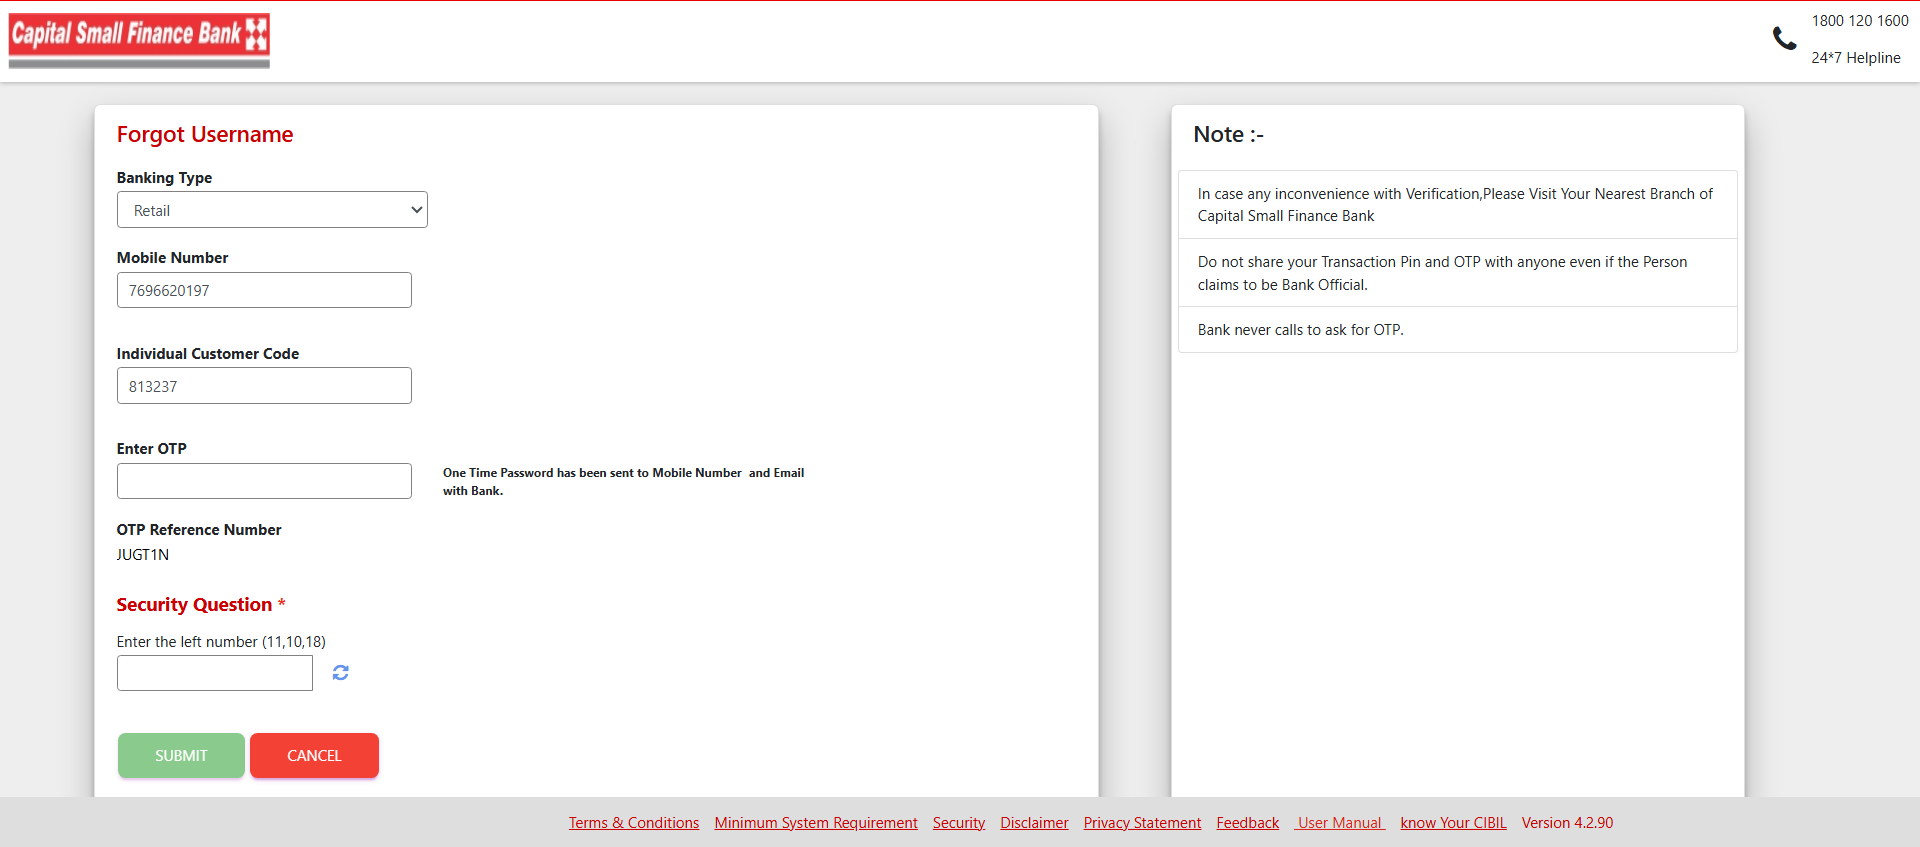 Capital Small Finance Bank
1800 120 1600
24*7 Helpline
Forgot Username
Banking Type
Retail
Mobile Number
7696620197
Individual Customer Code
813237
Enter OTP
One Time Password has been sent to Mobile Number  and Email
with Bank.
OTP Reference Number
JUGT1N
Security Question *
Enter the left number (11,10,18)
SUBMIT
CANCEL
Note :-
In case any inconvenience with Verification,Please Visit Your Nearest Branch of
Capital Small Finance Bank
Do not share your Transaction Pin and OTP with anyone even if the Person
claims to be Bank Official.
Bank never calls to ask for OTP.
Terms & Conditions Minimum System Requirement Security Disclaimer Privacy Statement Feedback User Manual know Your CIBIL Version 4.2.90